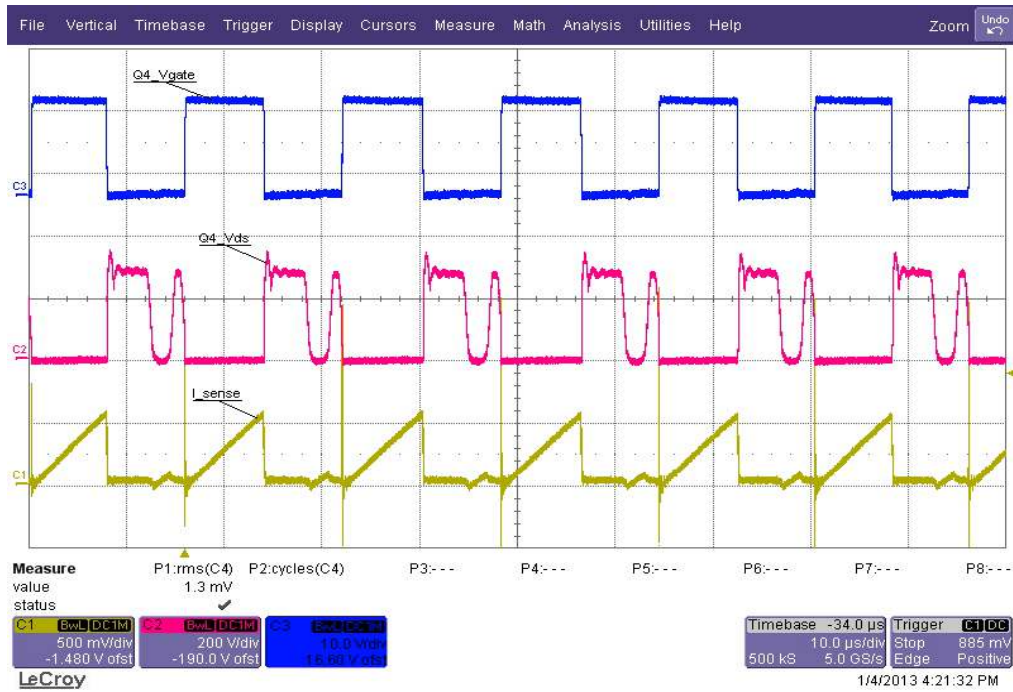 File Vertical Timebase Trigger Display Cursors Measure Math Analysis Utilities Help Zoom Undo
Q4_Vgate
C3
Q4_Vds
C2
I_sense
C1
Measure P1:rms(C4) P2:cycles(C4) P3:--- P4:--- P5:--- P6:--- P7:--- P8:---
value 1.3 mV
status
C1 BwL DC1M C2 BwL DC1M C3 BwL DC1M Timebase -34.0 µs Trigger C1 DC
500 mV/div 200 V/div 10.0 V/div 10.0 µs/div Stop 885 mV
-1.480 V ofst -190.0 V ofst 500 kS 5.0 GS/s Edge Positive
LeCroy 1/4/2013 4:21:32 PM